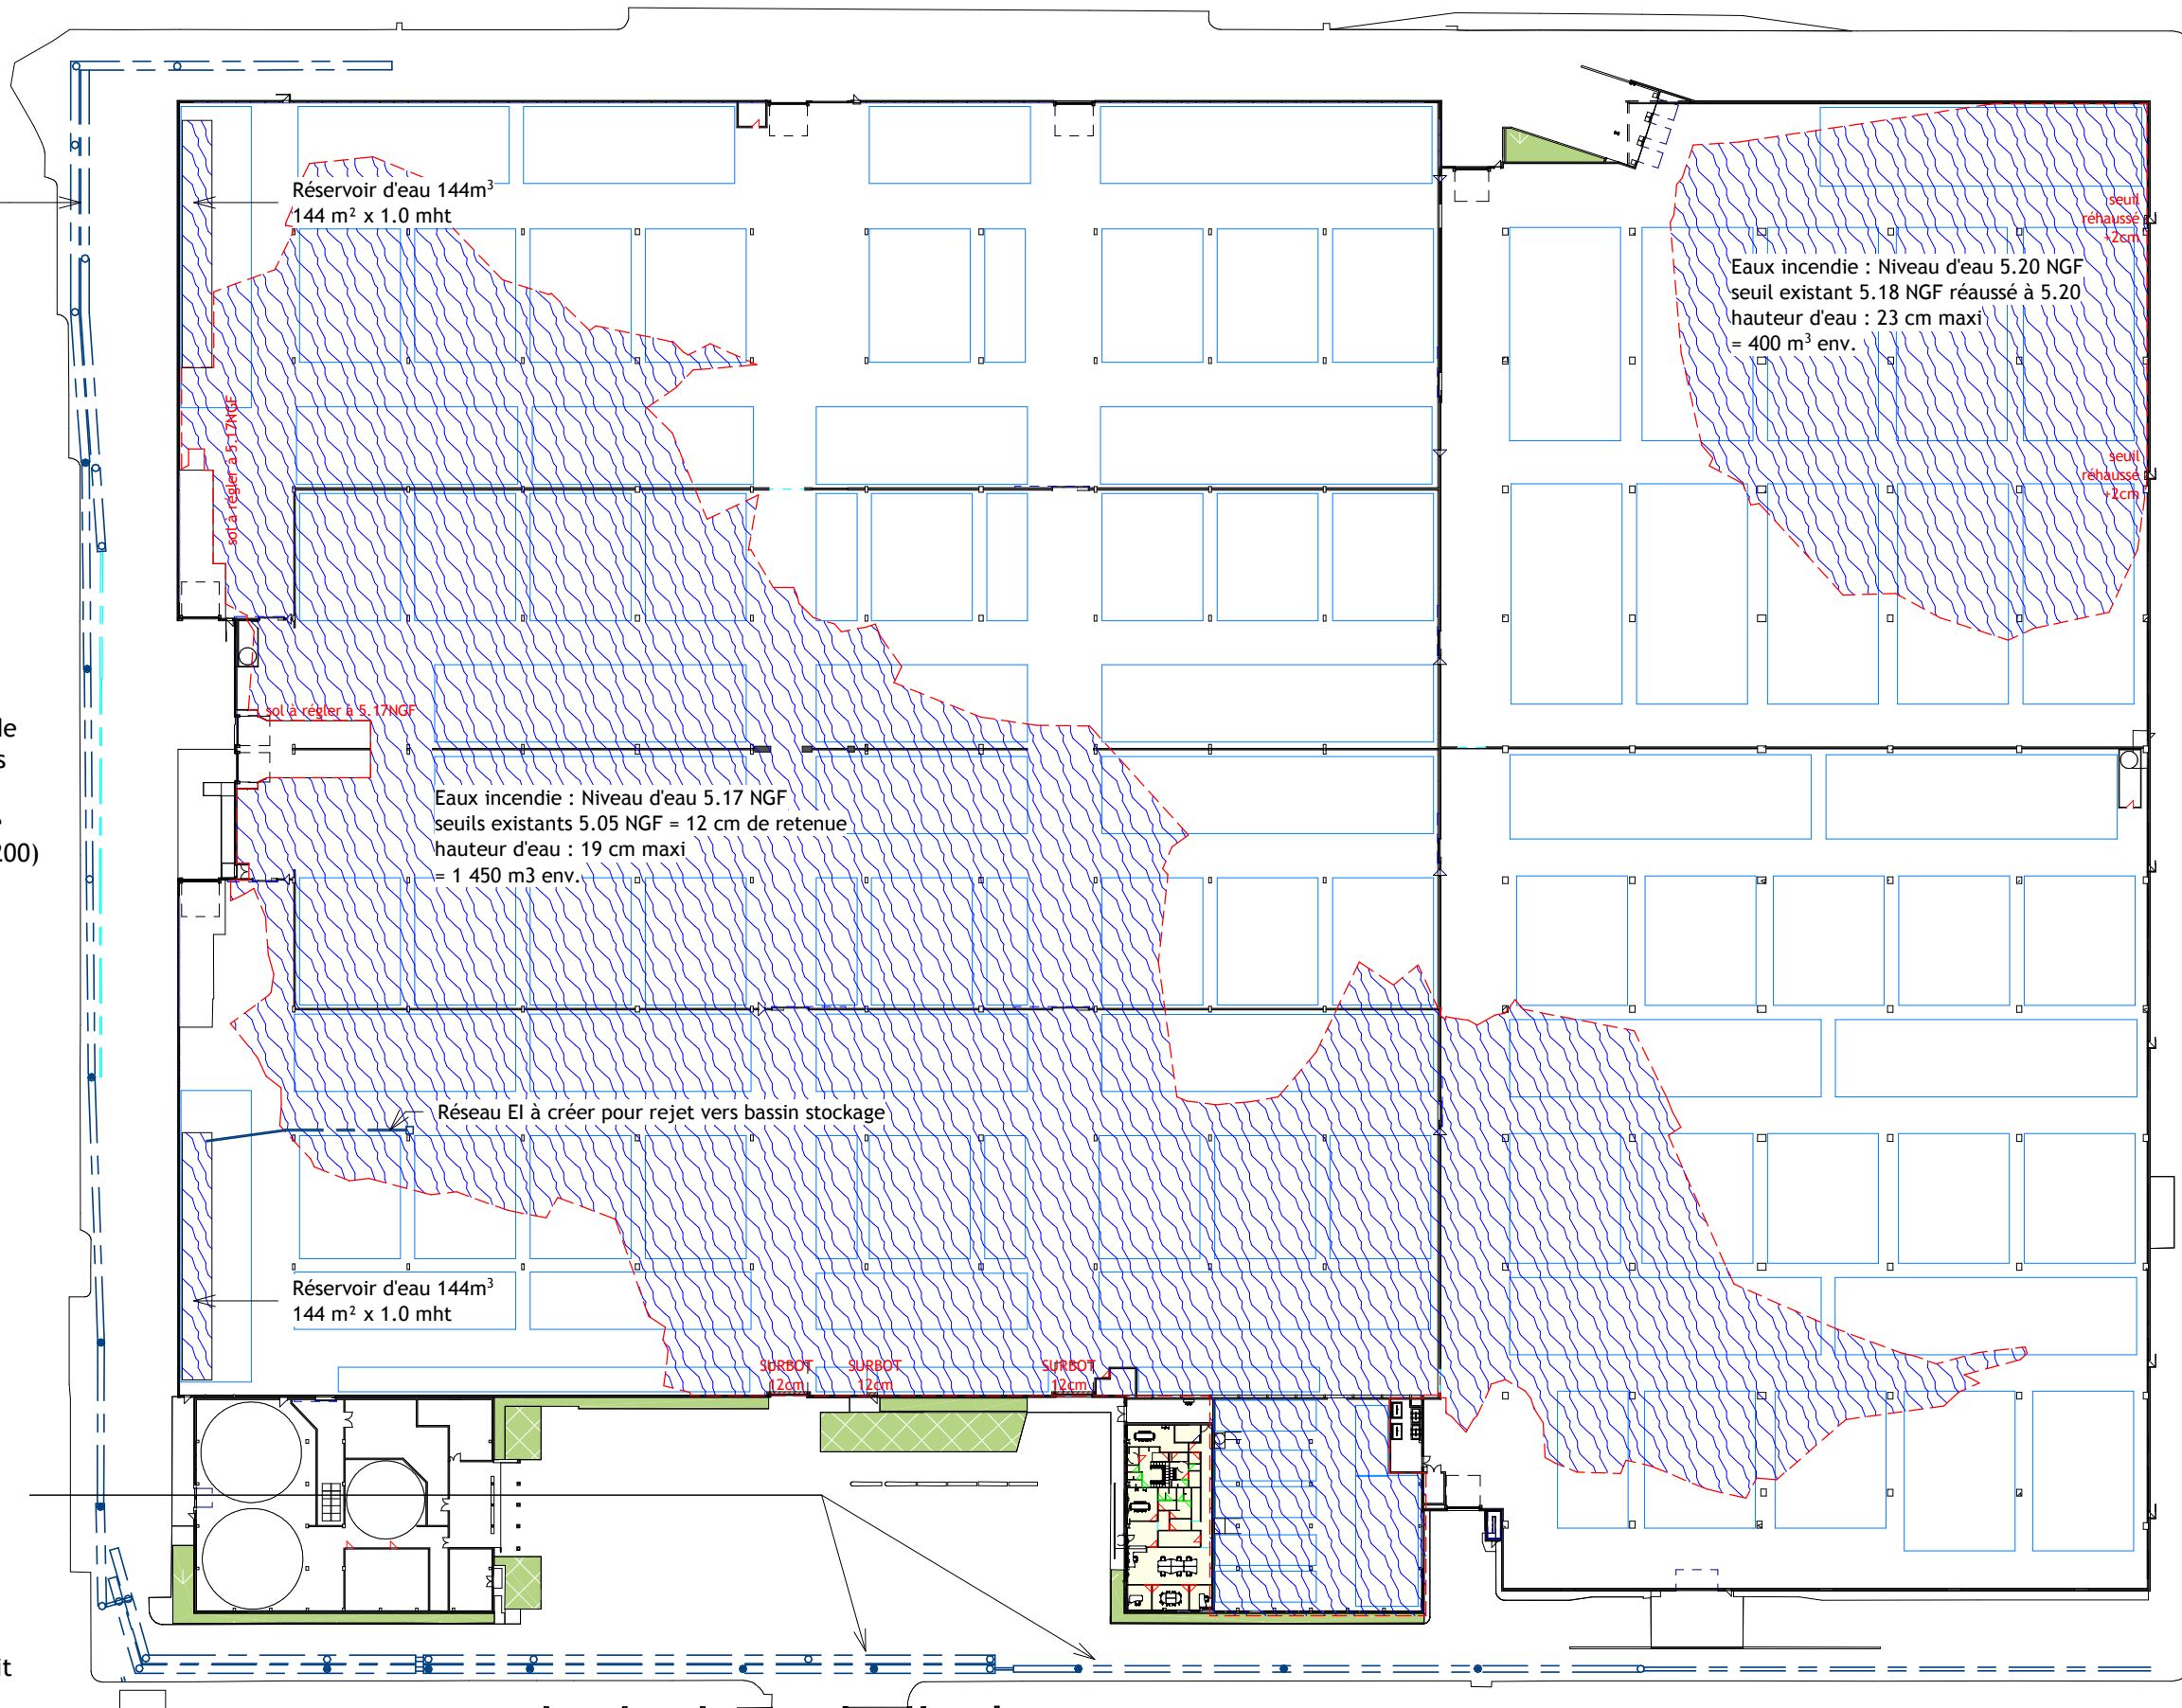 Réservoir d'eau 144m³
144 m² x 1.0 mht
seuil
réhaussé
+2cm
Eaux incendie : Niveau d'eau 5.20 NGF
seuil existant 5.18 NGF réaussé à 5.20
hauteur d'eau : 23 cm maxi
= 400 m³ env.
sol à régler à 5.17NGF
seuil
réhaussé
+2cm
sol à régler à 5.17NGF
Eaux incendie : Niveau d'eau 5.17 NGF
seuils existants 5.05 NGF = 12 cm de retenue
hauteur d'eau : 19 cm maxi
= 1 450 m3 env.
200)
Réseau EI à créer pour rejet vers bassin stockage
Réservoir d'eau 144m³
144 m² x 1.0 mht
SURBOT
12cm
SURBOT
12cm
SURBOT
12cm